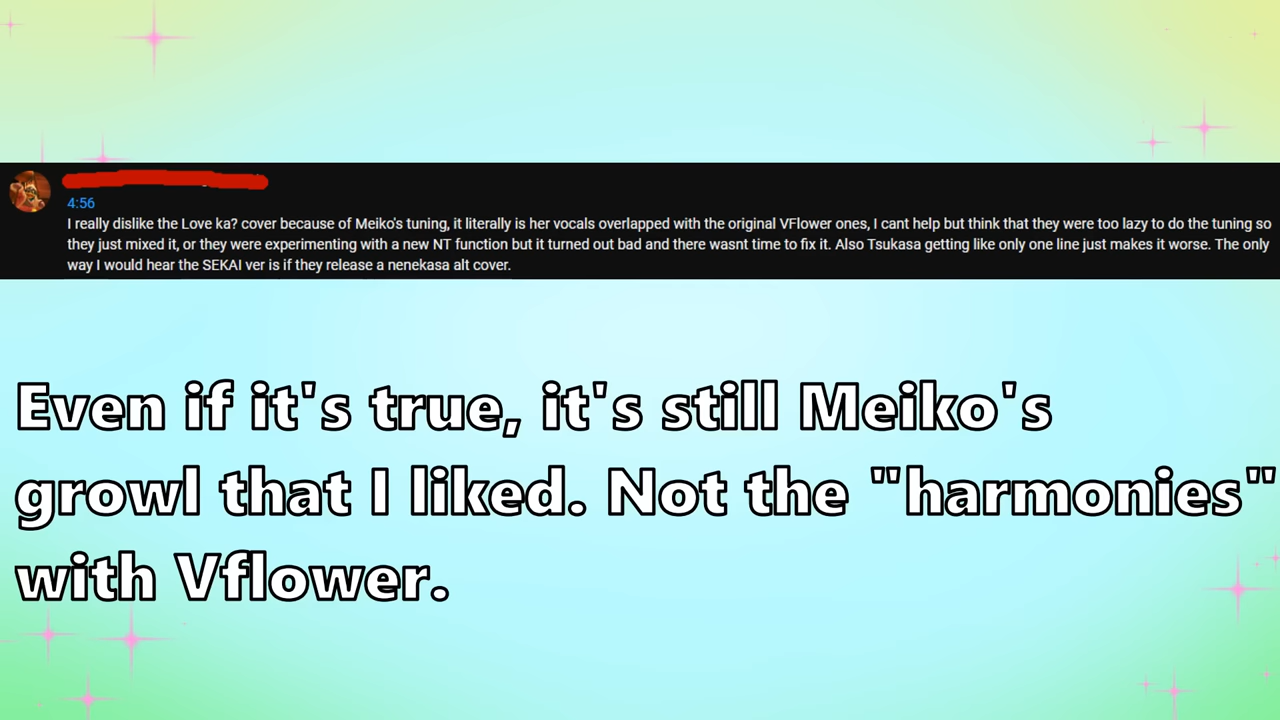 4:56
I really dislike the Love ka? cover because of Meiko's tuning, it literally is her vocals overlapped with the original VFlower ones, I cant help but think that they were too lazy to do the tuning so
they just mixed it, or they were experimenting with a new NT function but it turned out bad and there wasnt time to fix it. Also Tsukasa getting like only one line just makes it worse. The only
way I would hear the SEKAI ver is if they release a nenekasa alt cover.
Even if it's true, it's still Meiko's
growl that I liked. Not the "harmonies"
with Vflower.